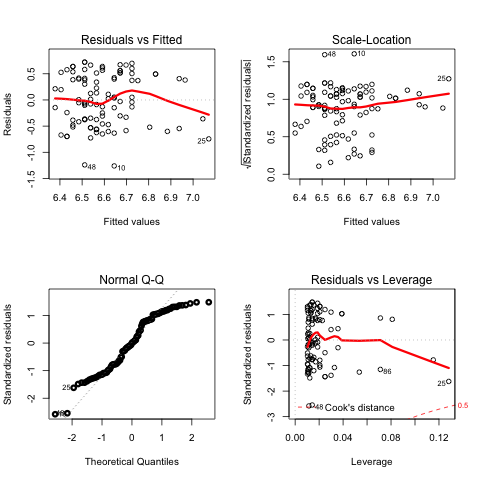 Residuals vs Fitted
Residuals
0.5
0.0
-0.5
-1.0
-1.5
48
10
25
6.4 6.5 6.6 6.7 6.8 6.9 7.0
Fitted values
Scale-Location
√|Standardized residuals|
1.5
1.0
0.5
0.0
48
10
25
6.4 6.5 6.6 6.7 6.8 6.9 7.0
Fitted values
Normal Q-Q
Standardized residuals
1
0
-1
-2
25
48
-2 -1 0 1 2
Theoretical Quantiles
Residuals vs Leverage
Standardized residuals
1
0
-1
-2
-3
86
25
48
Cook's distance
0.5
0.00 0.04 0.08 0.12
Leverage